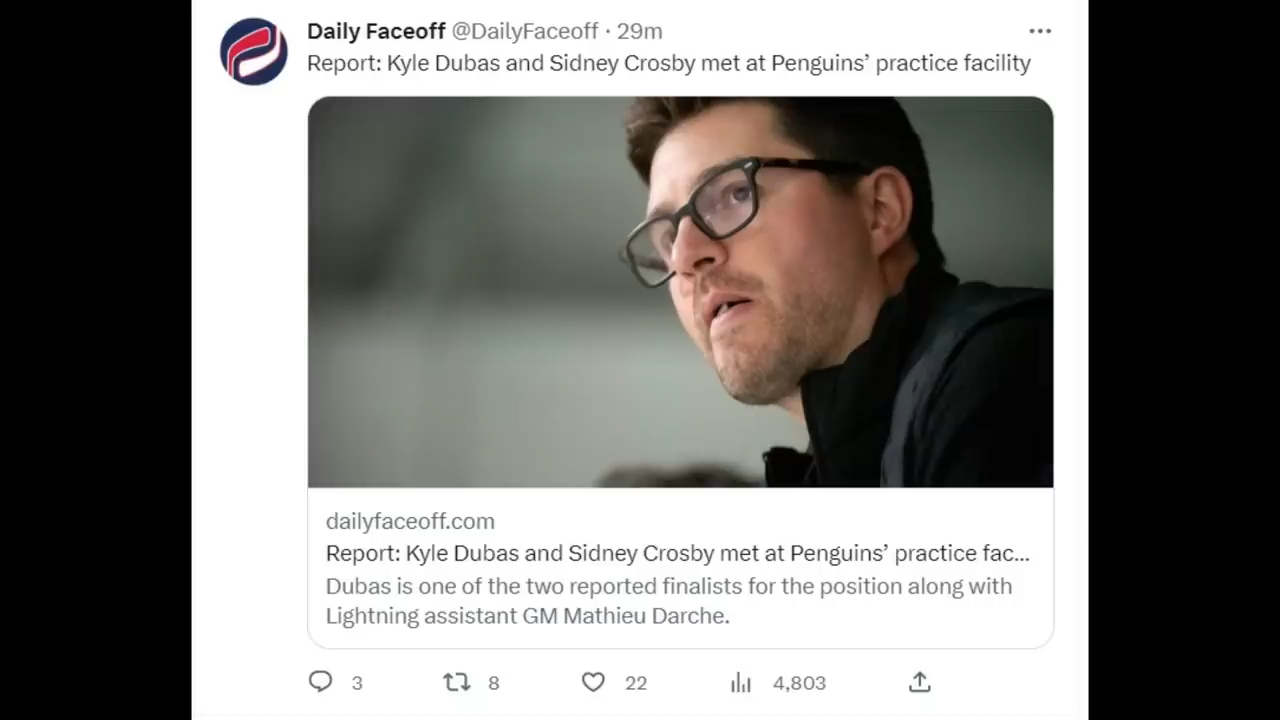 Daily Faceoff @DailyFaceoff · 29m
Report: Kyle Dubas and Sidney Crosby met at Penguins’ practice facility
dailyfaceoff.com
Report: Kyle Dubas and Sidney Crosby met at Penguins’ practice fac...
Dubas is one of the two reported finalists for the position along with
Lightning assistant GM Mathieu Darche.
3 8 22 4,803